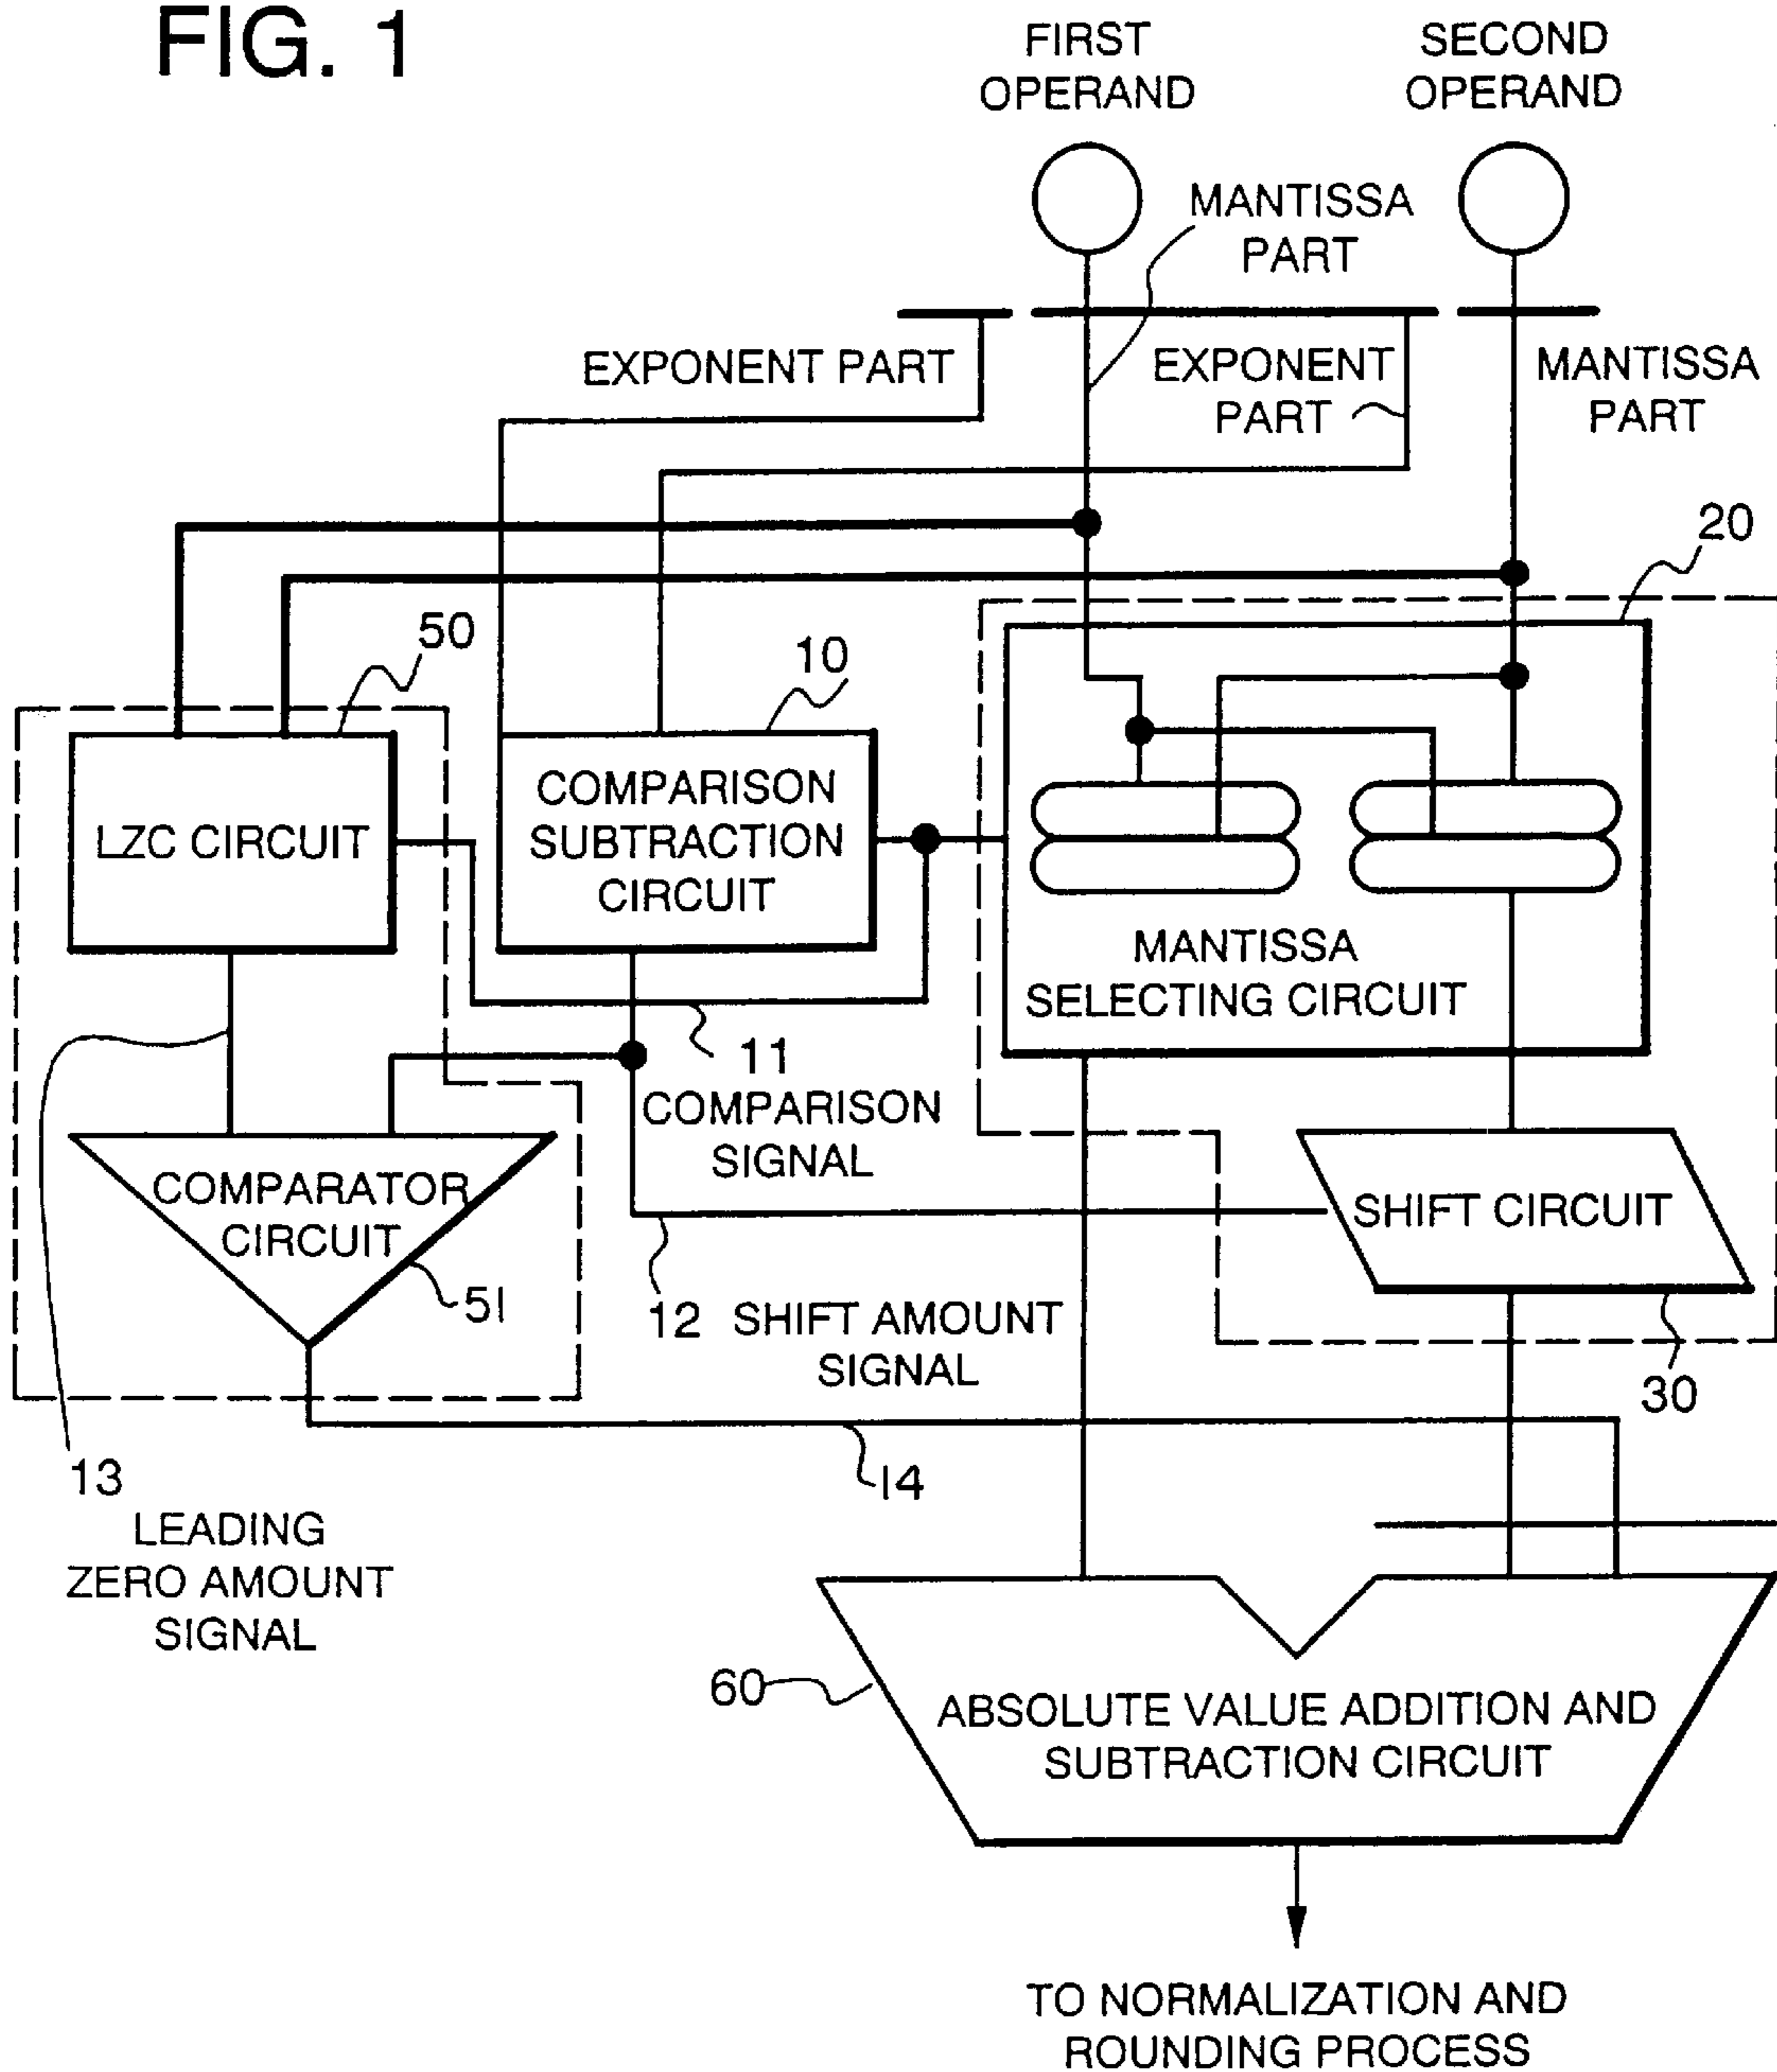 FIG. 1
FIRST
OPERAND
SECOND
OPERAND
MANTISSA
PART
EXPONENT PART
EXPONENT
PART
MANTISSA
PART
20
50
10
LZC CIRCUIT
COMPARISON
SUBTRACTION
CIRCUIT
MANTISSA
SELECTING CIRCUIT
11
COMPARISON
SIGNAL
COMPARATOR
CIRCUIT
51
SHIFT CIRCUIT
12 SHIFT AMOUNT
SIGNAL
30
13
LEADING
ZERO AMOUNT
SIGNAL
14
60
ABSOLUTE VALUE ADDITION AND
SUBTRACTION CIRCUIT
TO NORMALIZATION AND
ROUNDING PROCESS